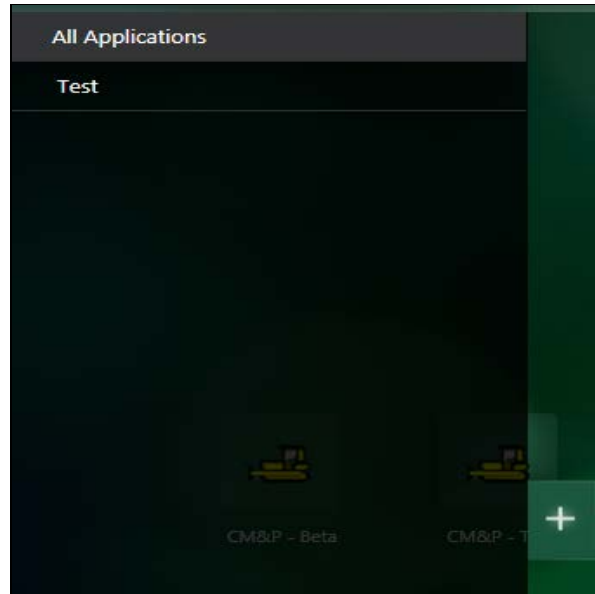 All Applications
Test
CM&P - Beta
CM&P - T
+